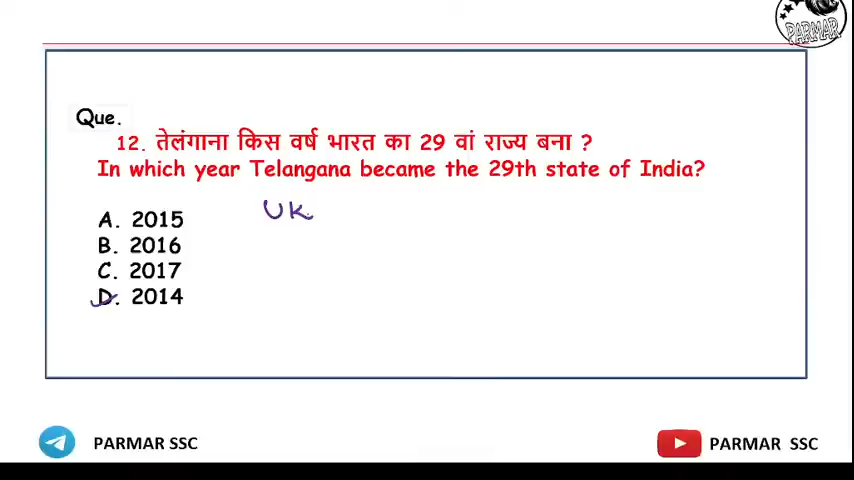 PARMAR
Que.
12. तेलंगाना किस वर्ष भारत का 29 वां राज्य बना ?
In which year Telangana became the 29th state of India?
UK.
A. 2015
B. 2016
C. 2017
D. 2014
PARMAR SSC
PARMAR SSC